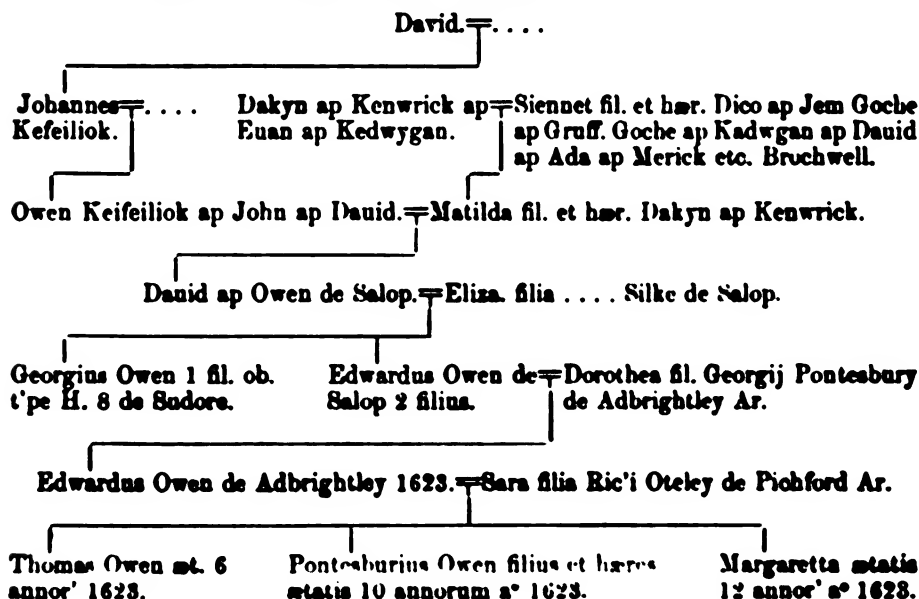 David.=. . . .
Johannes=. . . .
Kefeiliok.
Dakyn ap Kenwrick ap=Siennet fil. et hær. Dico ap Jem Goche
Euan ap Kedwygan.
ap Gruff. Goche ap Kadwgan ap Dauid
ap Ada ap Merick etc. Brochwell.
Owen Keifeiliok ap John ap Dauid.=Matilda fil. et hær. Dakyn ap Kenwrick.
Dauid ap Owen de Salop.=Eliza. filia . . . . Silke de Salop.
Georgius Owen 1 fil. ob.
t'pe H. 8 de Sudore.
Edwardus Owen de=Dorothea fil. Georgij Pontesbury
Salop 2 filius.
de Adbrightley Ar.
Edwardus Owen de Adbrightley 1623.=Sara filia Ric'i Oteley de Pichford Ar.
Thomas Owen æt. 6
annor' 1623.
Pontesburius Owen filius et hæres
ætatis 10 annorum aº 1623.
Margaretta ætatis
12 annor' aº 1623.